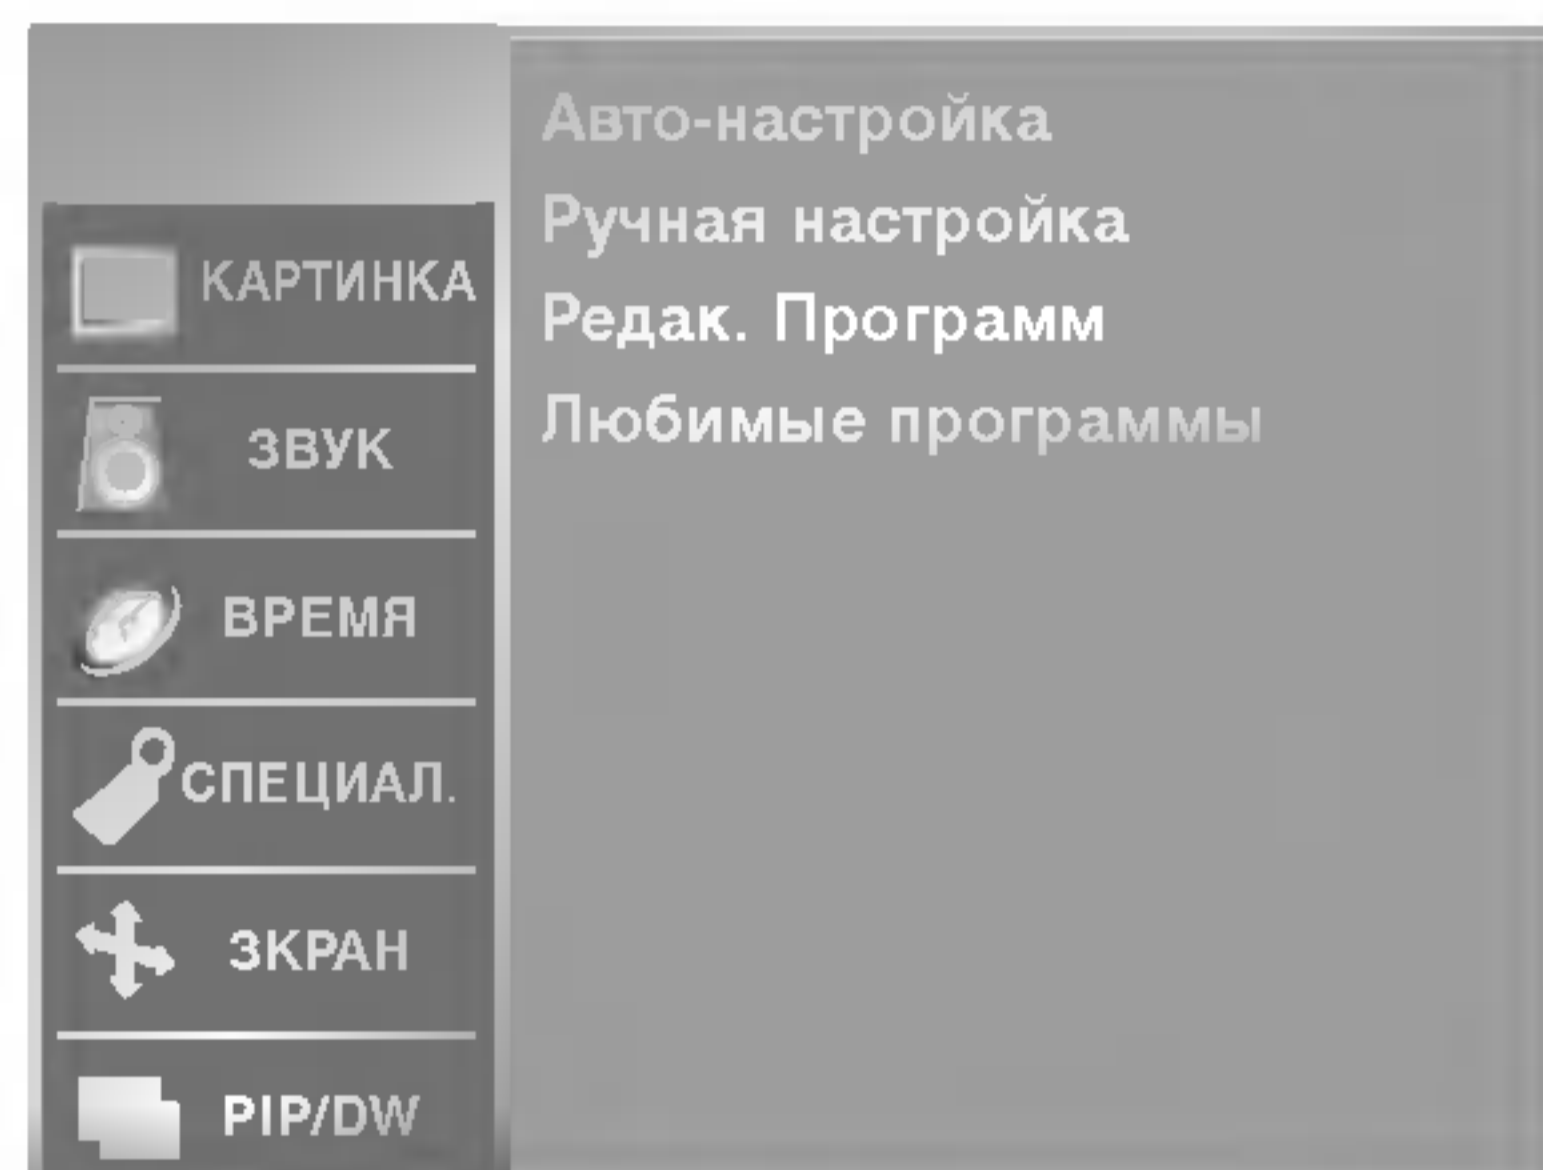 КАРТИНКА
ЗВУК
ВРЕМЯ
СПЕЦИАЛ.
ЗКРАН
PIP/DW
Авто-настройка
Ручная настройка
Редак. Программ
Любимые программы